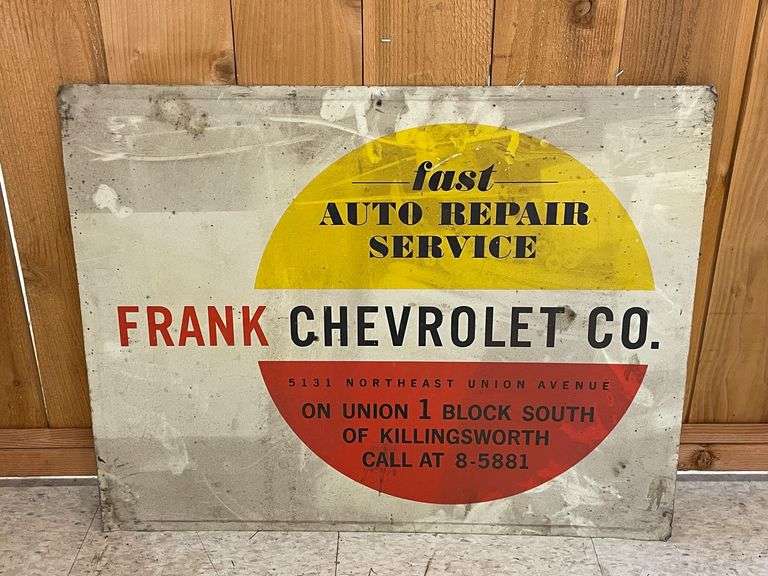 fast
AUTO REPAIR
SERVICE
FRANK CHEVROLET CO.
5131 NORTHEAST UNION AVENUE
ON UNION 1 BLOCK SOUTH
OF KILLINGSWORTH
CALL AT 8-5881